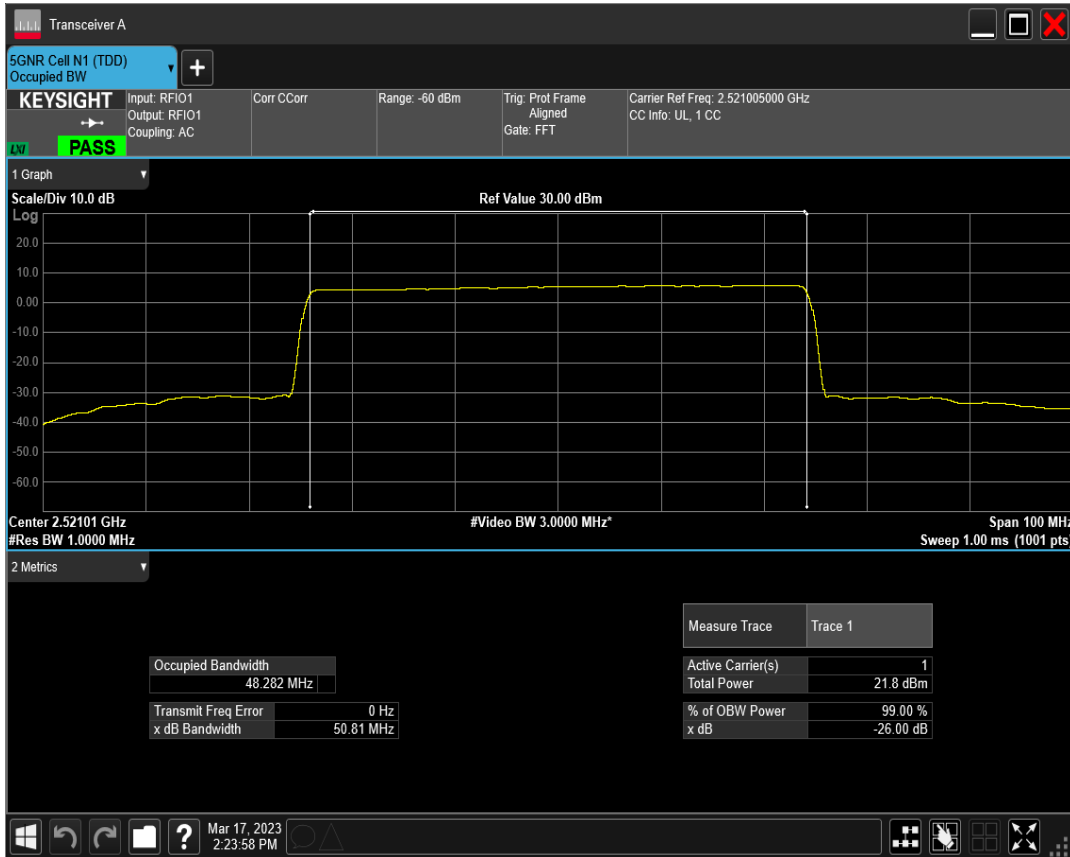 Transceiver A
5GNR Cell N1 (TDD)
Occupied BW
+
KEYSIGHT
LXI
PASS
Input: RFIO1
Output: RFIO1
Coupling: AC
Corr CCorr
Range: -60 dBm
Trig: Prot Frame
Aligned
Gate: FFT
Carrier Ref Freq: 2.521005000 GHz
CC Info: UL, 1 CC
1 Graph
Scale/Div 10.0 dB
Ref Value 30.00 dBm
Log
20.0
10.0
0.00
-10.0
-20.0
-30.0
-40.0
-50.0
-60.0
Center 2.52101 GHz
#Video BW 3.0000 MHz*
Span 100 MHz
#Res BW 1.0000 MHz
Sweep 1.00 ms (1001 pts)
2 Metrics
Measure Trace Trace 1
Occupied Bandwidth
48.282 MHz
Active Carrier(s) 1
Total Power 21.8 dBm
Transmit Freq Error 0 Hz
x dB Bandwidth 50.81 MHz
% of OBW Power 99.00 %
x dB -26.00 dB
?
Mar 17, 2023
2:23:58 PM